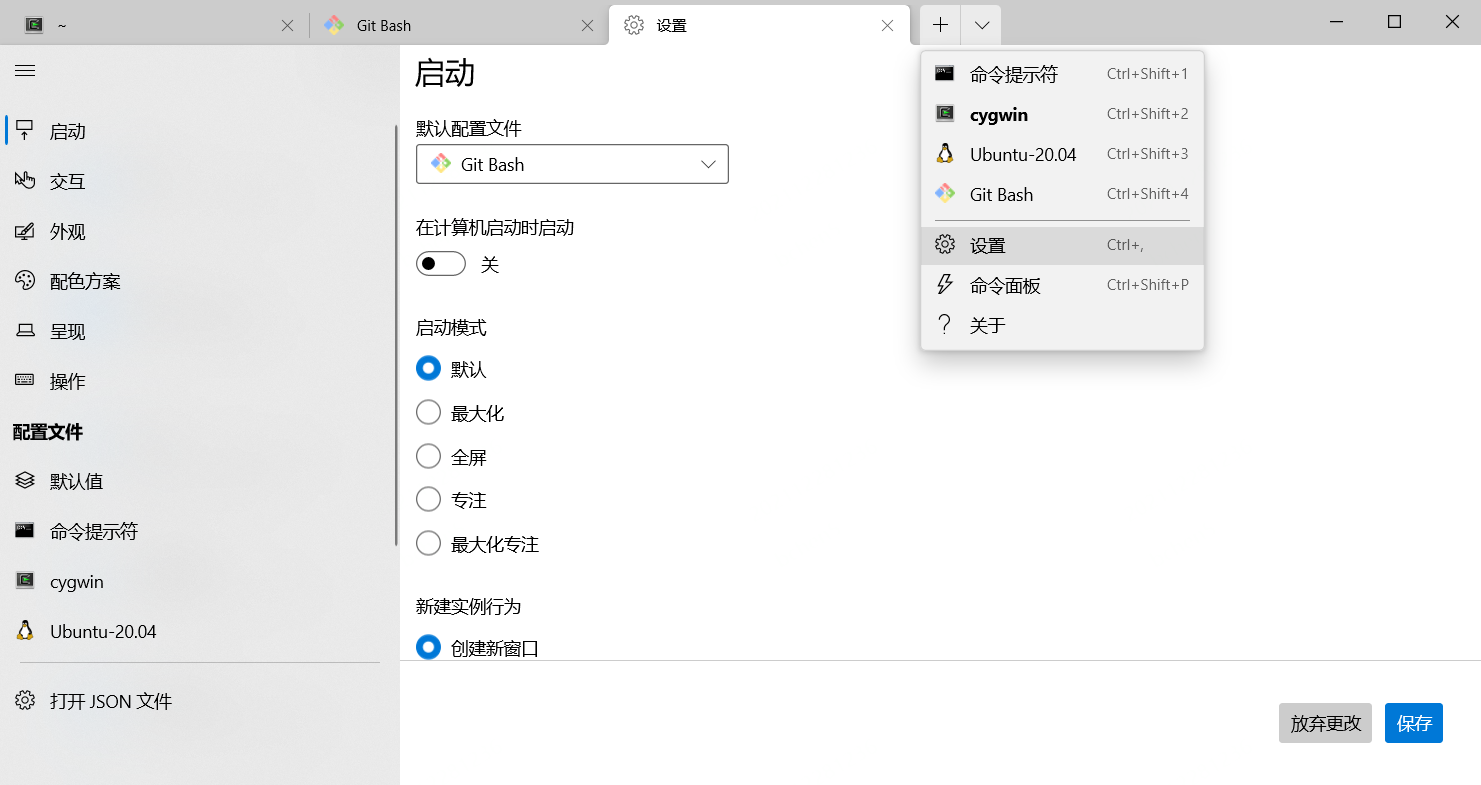 ~
Git Bash
设置
启动
交互
外观
配色方案
呈现
操作
配置文件
默认值
命令提示符
cygwin
Ubuntu-20.04
打开 JSON 文件
启动
默认配置文件
Git Bash
在计算机启动时启动
关
启动模式
默认
最大化
全屏
专注
最大化专注
新建实例行为
创建新窗口
放弃更改
保存
命令提示符 Ctrl+Shift+1
cygwin Ctrl+Shift+2
Ubuntu-20.04 Ctrl+Shift+3
Git Bash Ctrl+Shift+4
设置 Ctrl+,
命令面板 Ctrl+Shift+P
关于